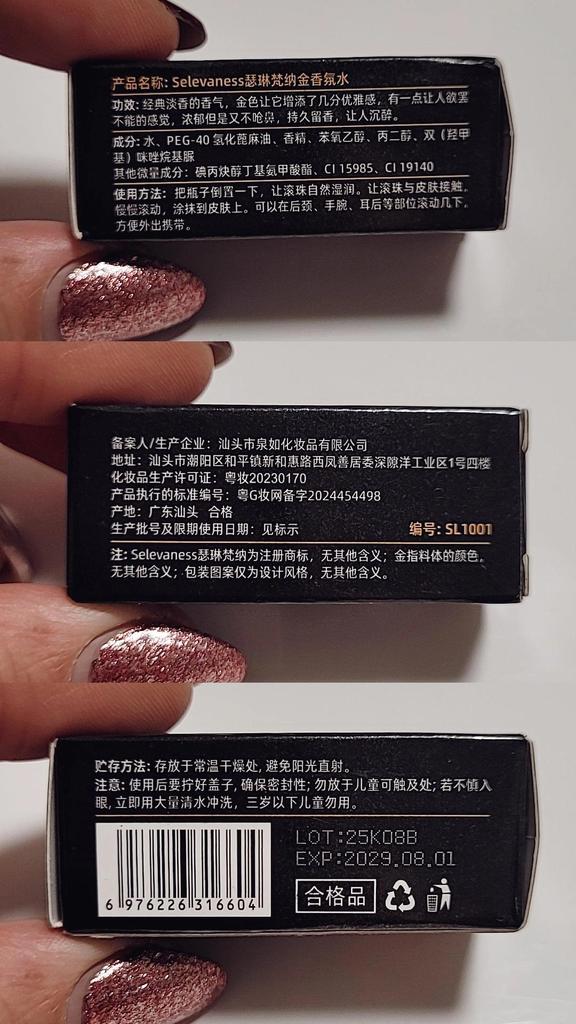 产品名称: Selevaness瑟琳梵纳金香氛水
功效: 经典淡香的香气，金色让它增添了几分优雅感，有一点让人欲罢
不能的感觉，浓郁但是又不呛鼻，持久留香，让人沉醉。
成分: 水、PEG-40 氢化蓖麻油、香精、苯氧乙醇、丙二醇、双（羟甲
基）咪唑烷基脲
其他微量成分：碘丙炔醇丁基氨甲酸酯、CI 15985、CI 19140
使用方法: 把瓶子倒置一下，让滚珠自然湿润。让滚珠与皮肤接触。
慢慢滚动，涂抹到皮肤上。可以在后颈、手腕、耳后等部位滚动几下。
方便外出携带。
备案人/生产企业：汕头市泉如化妆品有限公司
地址：汕头市潮阳区和平镇新和惠路西凤善居委深隙洋工业区1号四楼
化妆品生产许可证：粤妆20230170
产品执行的标准编号：粤G妆网备字2024454498
产地：广东汕头 合格
生产批号及限期使用日期：见标示
编号: SL1001
注: Selevaness瑟琳梵纳为注册商标，无其他含义；金指料体的颜色，
无其他含义；包装图案仅为设计风格，无其他含义。
贮存方法: 存放于常温干燥处, 避免阳光直射。
注意: 使用后要拧好盖子, 确保密封性; 勿放于儿童可触及处; 若不慎入
眼, 立即用大量清水冲洗，三岁以下儿童勿用。
LOT:25K08B
EXP:2029.08.01
合格品
6 976226 316604